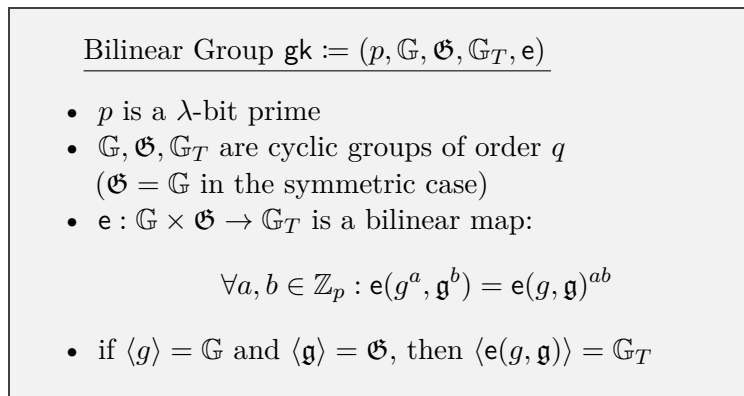 Bilinear Group gk := (p, 𝔾, 𝕲, 𝔾_T, e)
• p is a λ-bit prime
• 𝔾, 𝕲, 𝔾_T are cyclic groups of order q
(𝕲 = 𝔾 in the symmetric case)
• e : 𝔾 × 𝕲 → 𝔾_T is a bilinear map:
∀a, b ∈ ℤ_p : e(g^a, 𝔤^b) = e(g, 𝔤)^{ab}
• if ⟨g⟩ = 𝔾 and ⟨𝔤⟩ = 𝕲, then ⟨e(g, 𝔤)⟩ = 𝔾_T